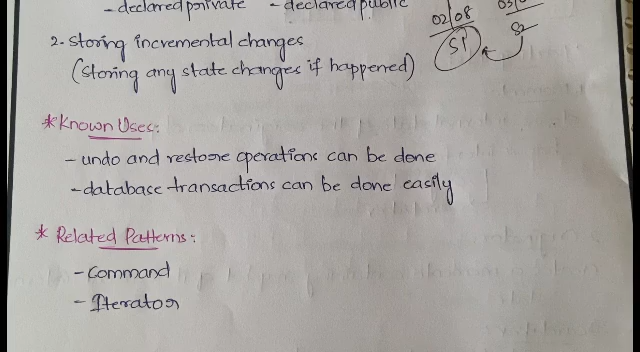 - declared private - declared public
02/08
S1
S2
2. Storing incremental changes
(storing any state changes if happened)
* Known Uses:
- undo and restore operations can be done
- database transactions can be done easily
* Related Patterns:
- Command
- Iterator